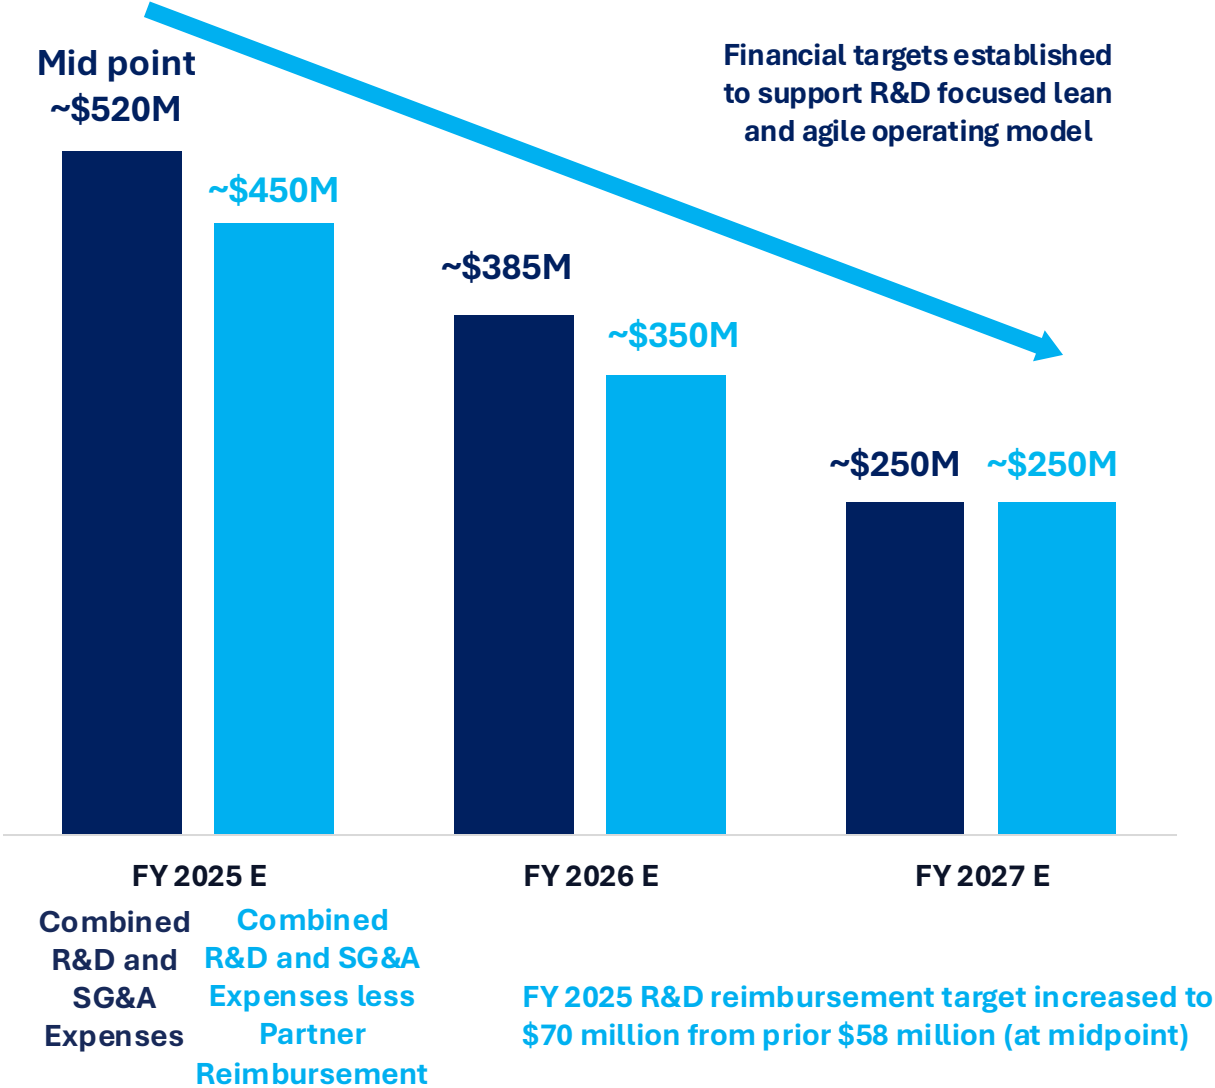 Mid point
~$520M
Financial targets established
to support R&D focused lean
and agile operating model
~$450M
~$385M
~$350M
~$250M
~$250M
FY 2025 E
FY 2026 E
FY 2027 E
Combined
R&D and
SG&A
Expenses
Combined
R&D and SG&A
Expenses less
Partner
Reimbursement
FY 2025 R&D reimbursement target increased to
$70 million from prior $58 million (at midpoint)